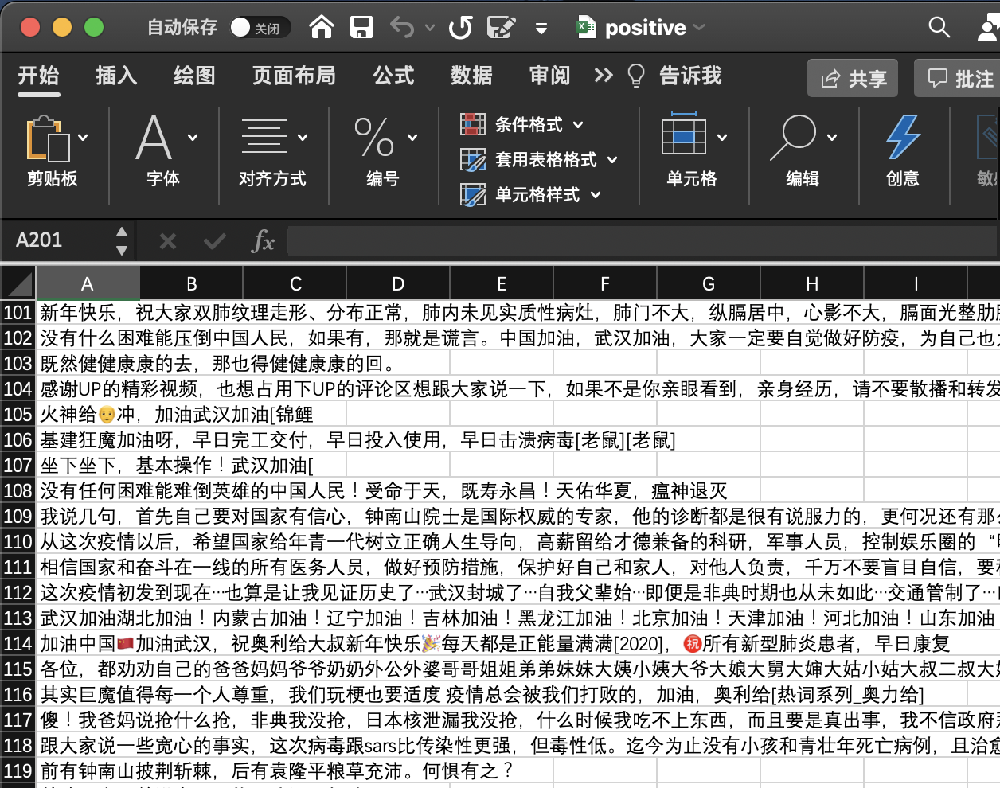 自动保存 关闭 positive
开始 插入 绘图 页面布局 公式 数据 审阅 告诉我 共享 批注
剪贴板 字体 对齐方式 编号 条件格式 套用表格格式 单元格样式 单元格 编辑 创意
A201 fx
A B C D E F G H I
101 新年快乐，祝大家双肺纹理走形、分布正常，肺内未见实质性病灶，肺门不大，纵膈居中，心影不大，膈面光整肋
102 没有什么困难能压倒中国人民，如果有，那就是谎言。中国加油，武汉加油，大家一定要自觉做好防疫，为自己也
103 既然健健康康的去，那也得健健康康的回。
104 感谢UP的精彩视频，也想占用下UP的评论区想跟大家说一下，如果不是你亲眼看到，亲身经历，请不要散播和转发
105 火神给👴冲，加油武汉加油[锦鲤
106 基建狂魔加油呀，早日完工交付，早日投入使用，早日击溃病毒[老鼠][老鼠]
107 坐下坐下，基本操作！武汉加油[
108 没有任何困难能难倒英雄的中国人民！受命于天，既寿永昌！天佑华夏，瘟神退灭
109 我说几句，首先自己要对国家有信心，钟南山院士是国际权威的专家，他的诊断都是很有说服力的，更何况还有那
110 从这次疫情以后，希望国家给年青一代树立正确人生导向，高薪留给才德兼备的科研，军事人员，控制娱乐圈的“
111 相信国家和奋斗在一线的所有医务人员，做好预防措施，保护好自己和家人，对他人负责，千万不要盲目自信，要
112 这次疫情初发到现在…也算是让我见证历史了…武汉封城了…自我父辈始…即便是非典时期也从未如此…交通管制了…
113 武汉加油湖北加油！内蒙古加油！辽宁加油！吉林加油！黑龙江加油！北京加油！天津加油！河北加油！山东加油
114 加油中国🇨🇳加油武汉，祝奥利给大叔新年快乐🎉每天都是正能量满满[2020]，㊗️所有新型肺炎患者，早日康复
115 各位，都劝劝自己的爸爸妈妈爷爷奶奶外公外婆哥哥姐姐弟弟妹妹大姨小姨大爷大娘大舅大婶大姑小姑大叔二叔大
116 其实巨魔值得每一个人尊重，我们玩梗也要适度 疫情总会被我们打败的，加油，奥利给[热词系列_奥力给]
117 傻！我爸妈说抢什么抢，非典我没抢，日本核泄漏我没抢，什么时候我吃不上东西，而且要是真出事，我不信政府
118 跟大家说一些宽心的事实，这次病毒跟sars比传染性更强，但毒性低。迄今为止没有小孩和青壮年死亡病例，且治愈
119 前有钟南山披荆斩棘，后有袁隆平粮草充沛。何惧有之？